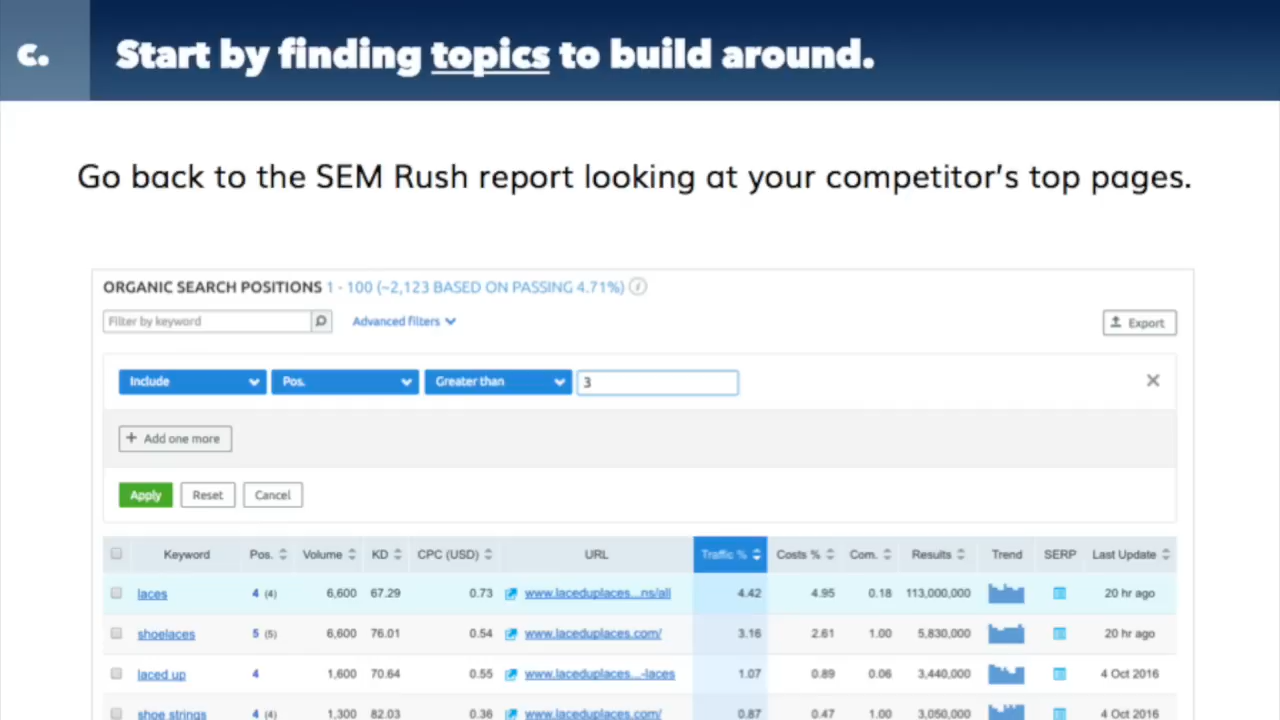 c. Start by finding topics to build around.
Go back to the SEM Rush report looking at your competitor's top pages.
ORGANIC SEARCH POSITIONS 1 - 100 (~2,123 BASED ON PASSING 4.71%) i
Filter by keyword Advanced filters Export
Include Pos. Greater than 3
+ Add one more
Apply Reset Cancel
Keyword Pos. Volume KD CPC (USD) URL Traffic % Costs % Com. Results Trend SERP Last Update
laces 4 (4) 6,600 67.29 0.73 www.laceduplaces...ns/all 4.42 4.95 0.18 113,000,000 20 hr ago
shoelaces 5 (5) 6,600 76.01 0.54 www.laceduplaces.com/ 3.16 2.61 1.00 5,830,000 20 hr ago
laced up 4 1,600 70.64 0.55 www.laceduplaces...-laces 1.07 0.89 0.06 3,440,000 4 Oct 2016
shoe strings 4 (4) 1,300 82.03 0.36 www.laceduplaces.com/ 0.87 0.47 1.00 3,050,000 4 Oct 2016